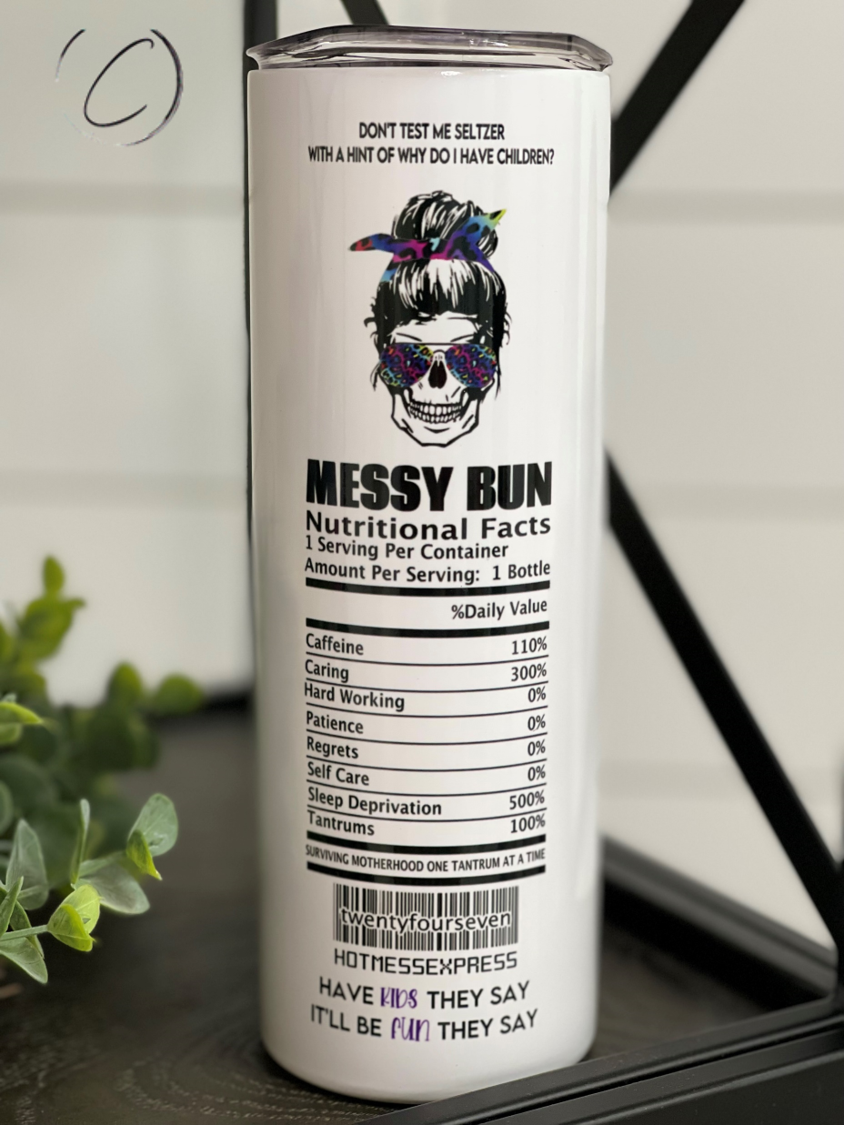 DON'T TEST ME SELTZER
WITH A HINT OF WHY DO I HAVE CHILDREN?
MESSY BUN
Nutritional Facts
1 Serving Per Container
Amount Per Serving: 1 Bottle
%Daily Value
Caffeine 110%
Caring 300%
Hard Working 0%
Patience 0%
Regrets 0%
Self Care 0%
Sleep Deprivation 500%
Tantrums 100%
SURVIVING MOTHERHOOD ONE TANTRUM AT A TIME
twentyfourseven
HOTMESSEXPRESS
HAVE KIDS THEY SAY
IT'LL BE FUN THEY SAY